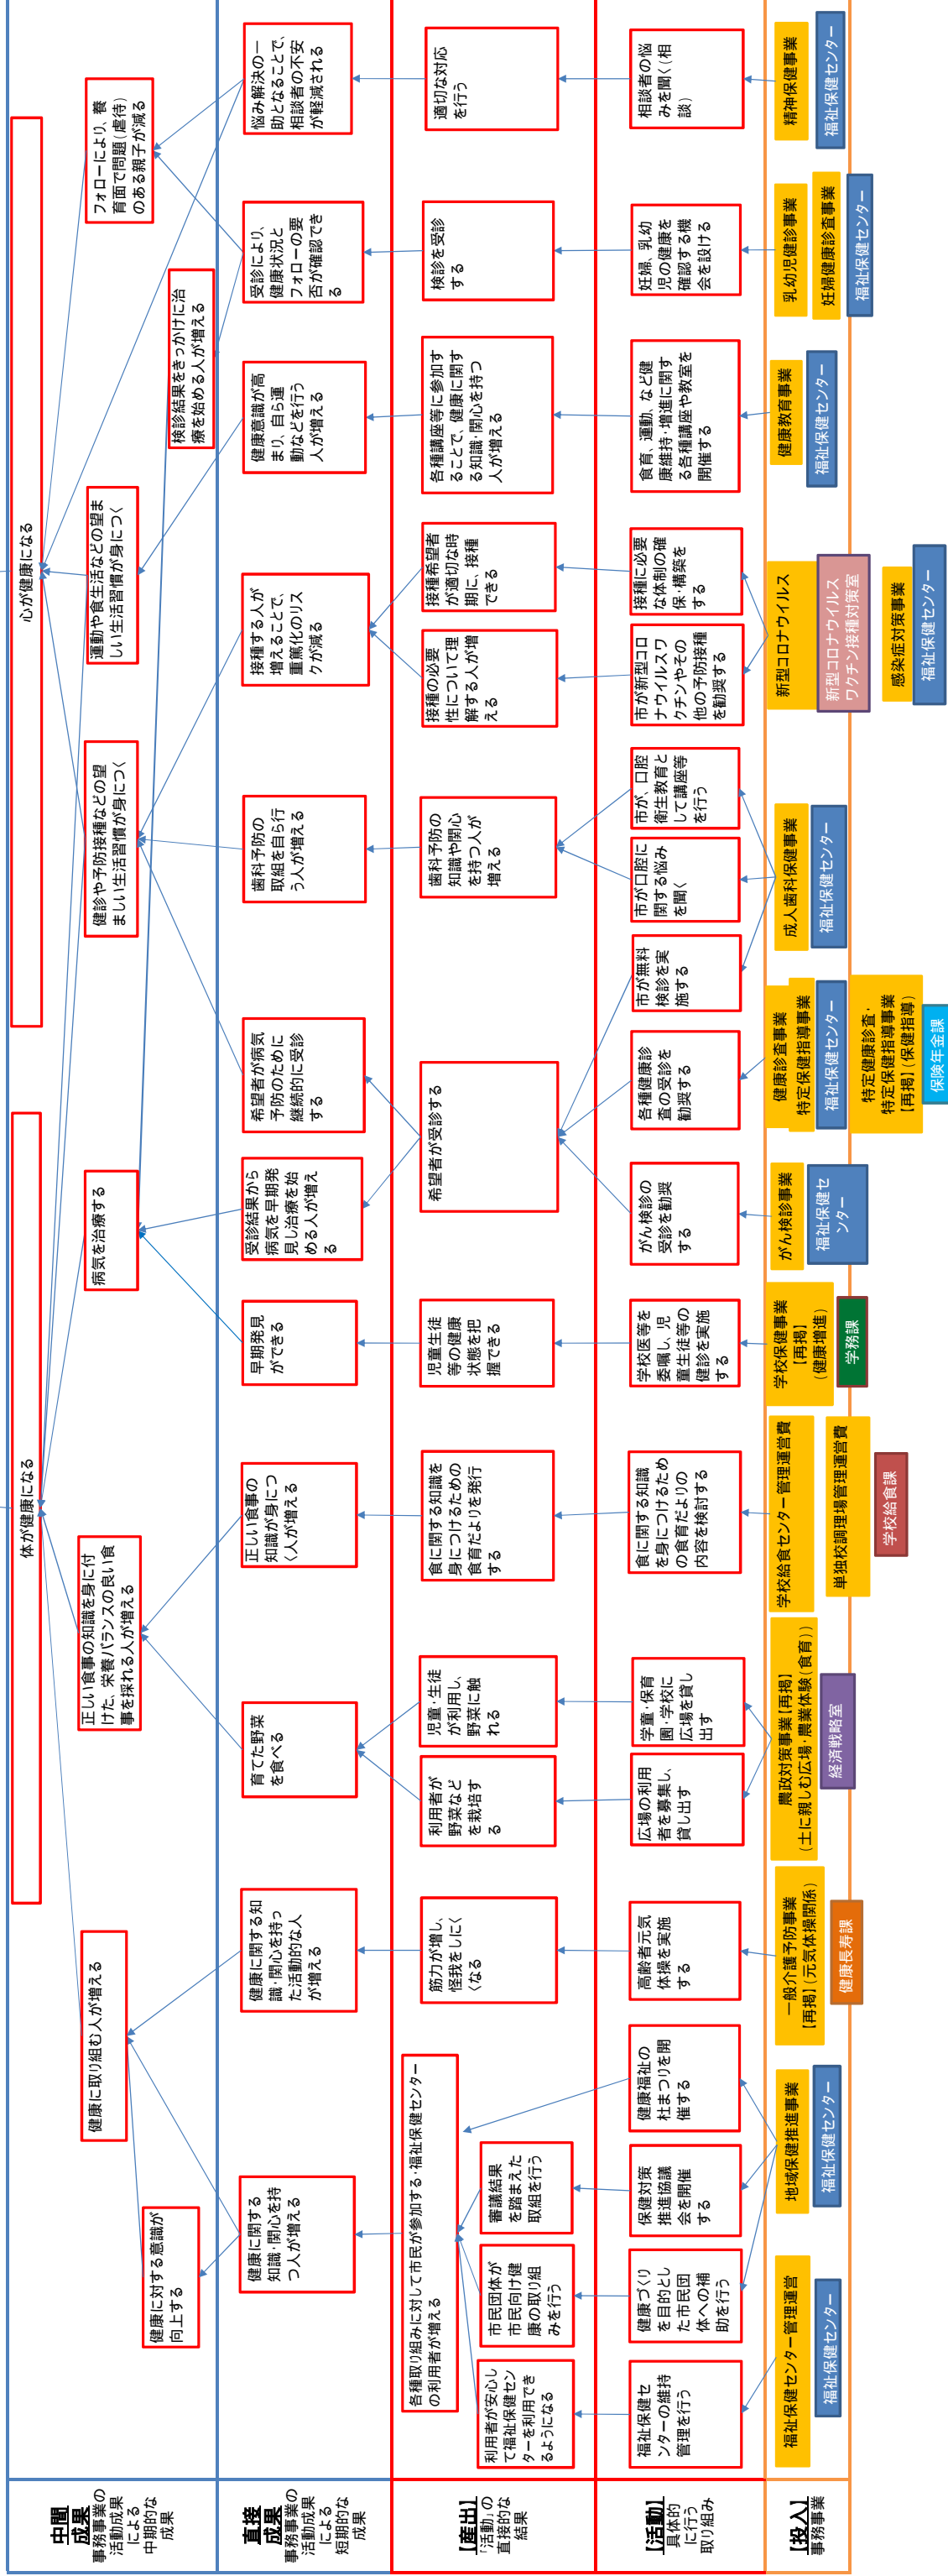 中間
成果
事務事業の
活動成果
による
中期的な
成果
体が健康になる
心が健康になる
健康に対する意識が
向上する
健康に取り組む人が増える
正しい食事の知識を身に付
けた、栄養バランスの良い食
事を採れる人が増える
病気を治療する
健診や予防接種などの望
ましい生活習慣が身につく
運動や食生活などの望ま
しい生活習慣が身につく
検診結果をきっかけに治
療を始める人が増える
フォローにより、養
育面で問題(虐待)
のある親子が減る
直接
成果
事務事業の
活動成果
による
短期的な
成果
健康に関する
知識・関心を持
つ人が増える
健康に関する知
識・関心を持っ
た活動的な人
が増える
育てた野菜
を食べる
正しい食事の
知識が身につ
く人が増える
早期発見
ができる
受診結果から
病気を早期発
見し治療を始
める人が増え
る
希望者が病気
予防のために
継続的に受診
する
歯科予防の
取組を自ら行
う人が増える
接種する人が
増えることで、
重篤化のリス
クが減る
健康意識が高
まり、自ら運
動などを行う
人が増える
受診により、
健康状況と
フォローの要
否が確認でき
る
悩み解決の一
助となることで、
相談者の不安
が軽減される
【産出】
「活動」の
直接的な
結果
各種取り組みに対して市民が参加する・福祉保健センター
の利用者が増える
利用者が安心し
て福祉保健セン
ターを利用でき
るようになる
市民団体が
市民向け健
康の取り組
みを行う
審議結果
を踏まえた
取組を行う
筋力が増し、
怪我をしにく
くなる
利用者が
野菜など
を栽培す
る
児童・生徒
が利用し、
野菜に触
れる
食に関する知識を
身につけるための
食育だよりを発行
する
児童生徒
等の健康
状態を把
握できる
希望者が受診する
歯科予防の
知識や関心
を持つ人が
増える
接種の必要
性について理
解する人が増
える
接種希望者
が適切な時
期に、接種
できる
各種講座等に参加す
ることで、健康に関す
る知識・関心を持つ
人が増える
検診を受診
する
適切な対応
を行う
【活動】
具体的
に行う
取り組み
福祉保健セ
ンターの維持
管理を行う
健康づくり
を目的とし
た市民団
体への補
助を行う
保健対策
推進協議
会を開催
する
健康福祉の
杜まつりを開
催する
高齢者元気
体操を実施
する
広場の利用
者を募集し、
貸し出す
学童・保育
園・学校に
広場を貸し
出す
食に関する知識
を身につけるため
の食育だよりの
内容を検討する
学校医等を
委嘱し、児
童生徒等の
健診を実施
する
がん検診の
受診を勧奨
する
各種健康診
査の受診を
勧奨する
市が無料
検診を実
施する
市が口腔に
関する悩み
を聞く
市が、口腔
衛生教育と
して講座等
を行う
市が新型コロ
ナウイルスワ
クチンやその
他の予防接種
を勧奨する
接種に必要
な体制の確
保・構築を
する
食育、運動、など健
康維持・増進に関す
る各種講座や教室を
開催する
妊婦、乳幼
児の健康を
確認する機
会を設ける
相談者の悩
みを聞く(相
談)
【投入】
事務事業
福祉保健センター管理運営
福祉保健センター
地域保健推進事業
福祉保健センター
一般介護予防事業
【再掲】(元気体操関係)
健康長寿課
農政対策事業【再掲】
(土に親しむ広場・農業体験(食育))
経済戦略室
学校給食センター管理運営費
単独校調理場管理運営費
学校給食課
学校保健事業
【再掲】
(健康増進)
学務課
がん検診事業
福祉保健セ
ンター
健康診査事業
特定保健指導事業
福祉保健センター
特定健康診査・
特定保健指導事業
【再掲】(保健指導)
保険年金課
成人歯科保健事業
福祉保健センター
新型コロナウイルス
新型コロナウイルス
ワクチン接種対策室
感染症対策事業
福祉保健センター
健康教育事業
福祉保健センター
乳幼児健診事業
妊婦健康診査事業
福祉保健センター
精神保健事業
福祉保健センター